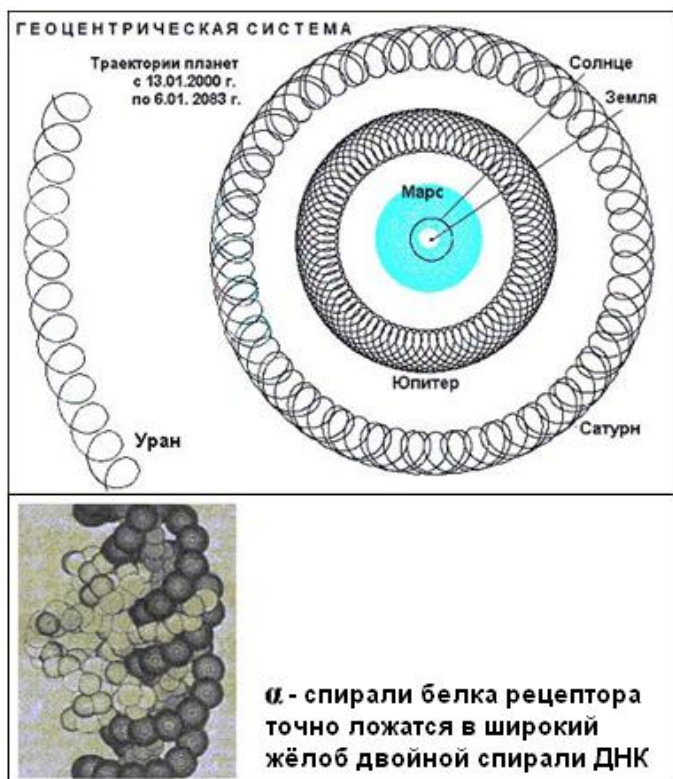 ГЕОЦЕНТРИЧЕСКАЯ СИСТЕМА
Траектории планет
с 13.01.2000 г.
по 6.01. 2083 г.
Солнце
Земля
Марс
Юпитер
Уран
Сатурн
α - спирали белка рецептора
точно ложатся в широкий
жёлоб двойной спирали ДНК